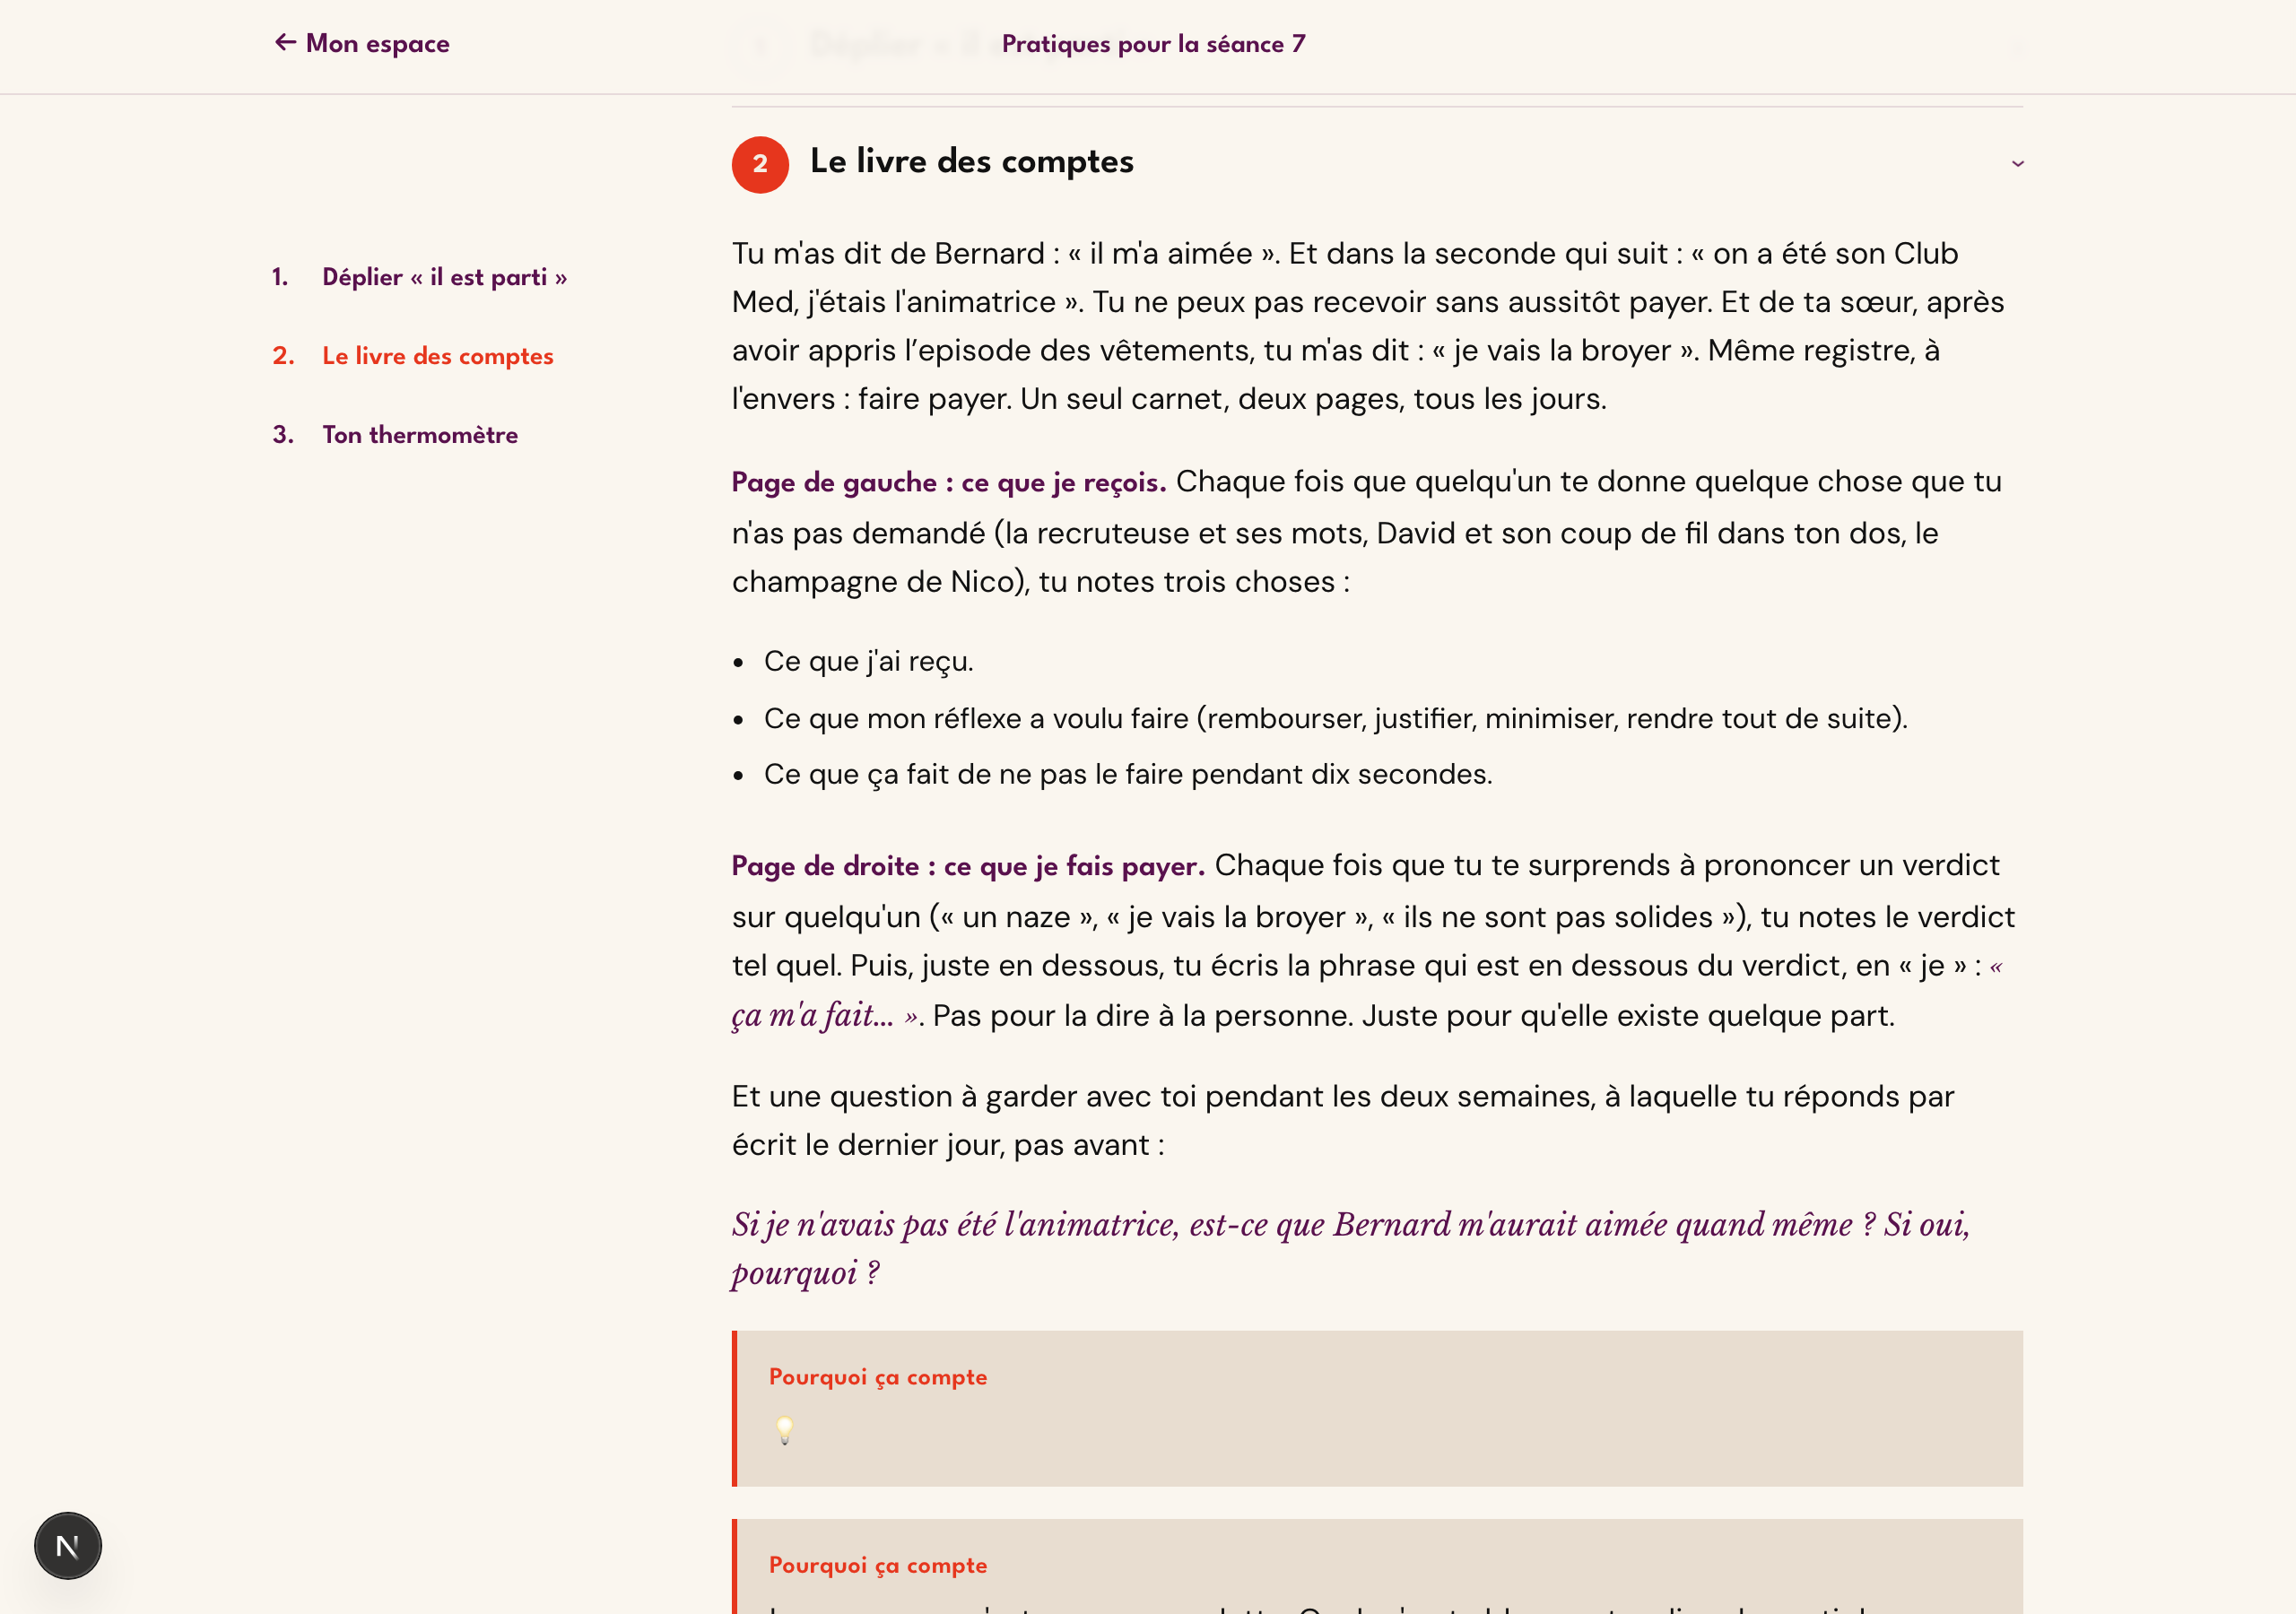 ← Mon espace
Pratiques pour la séance 7
2 Le livre des comptes
1. Déplier « il est parti »
2. Le livre des comptes
3. Ton thermomètre
Tu m'as dit de Bernard : « il m'a aimée ». Et dans la seconde qui suit : « on a été son Club
Med, j'étais l'animatrice ». Tu ne peux pas recevoir sans aussitôt payer. Et de ta sœur, après
avoir appris l’episode des vêtements, tu m'as dit : « je vais la broyer ». Même registre, à
l'envers : faire payer. Un seul carnet, deux pages, tous les jours.
Page de gauche : ce que je reçois. Chaque fois que quelqu'un te donne quelque chose que tu
n'as pas demandé (la recruteuse et ses mots, David et son coup de fil dans ton dos, le
champagne de Nico), tu notes trois choses :
• Ce que j'ai reçu.
• Ce que mon réflexe a voulu faire (rembourser, justifier, minimiser, rendre tout de suite).
• Ce que ça fait de ne pas le faire pendant dix secondes.
Page de droite : ce que je fais payer. Chaque fois que tu te surprends à prononcer un verdict
sur quelqu'un (« un naze », « je vais la broyer », « ils ne sont pas solides »), tu notes le verdict
tel quel. Puis, juste en dessous, tu écris la phrase qui est en dessous du verdict, en « je » : «
ça m'a fait... ». Pas pour la dire à la personne. Juste pour qu'elle existe quelque part.
Et une question à garder avec toi pendant les deux semaines, à laquelle tu réponds par
écrit le dernier jour, pas avant :
Si je n'avais pas été l'animatrice, est-ce que Bernard m'aurait aimée quand même ? Si oui,
pourquoi ?
Pourquoi ça compte
Pourquoi ça compte
N